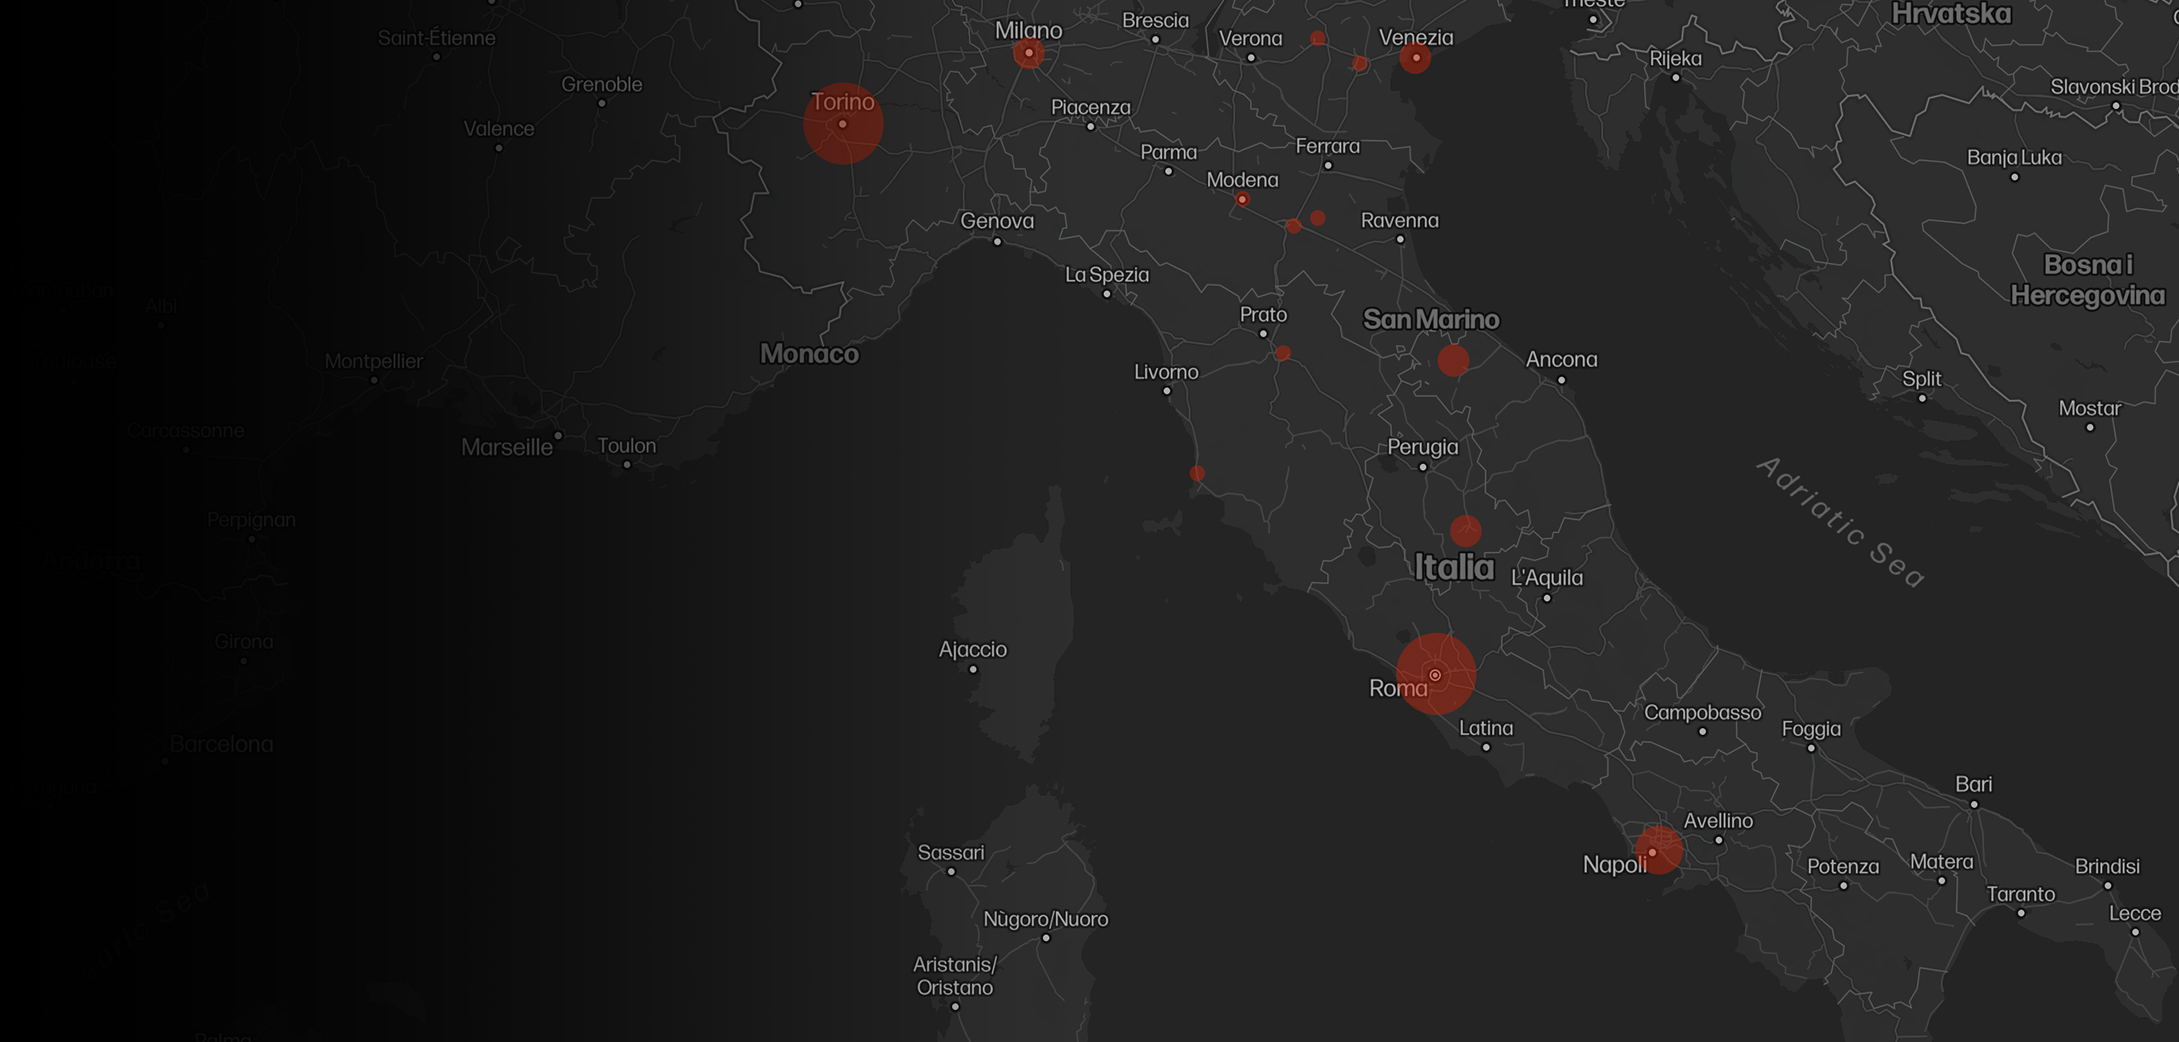 Hrvatska
Milano
Brescia
Verona
Venezia
Saint-Étienne
Rijeka
Grenoble
Slavonski Brod
Torino
Piacenza
Valence
Parma
Ferrara
Banja Luka
Modena
Genova
Ravenna
Bosna i
Hercegovina
La Spezia
Albi
Prato
San Marino
Monaco
Montpellier
Ancona
Livorno
Split
Mostar
Carcassonne
Marseille
Toulon
Perugia
Adriatic Sea
Perpignan
Andorra
Italia
L'Aquila
Girona
Ajaccio
Roma
Campobasso
Latina
Foggia
Barcelona
Bari
Avellino
Sassari
Napoli
Potenza
Matera
Brindisi
Taranto
Nùgoro/Nuoro
Lecce
Aristanis/
Oristano